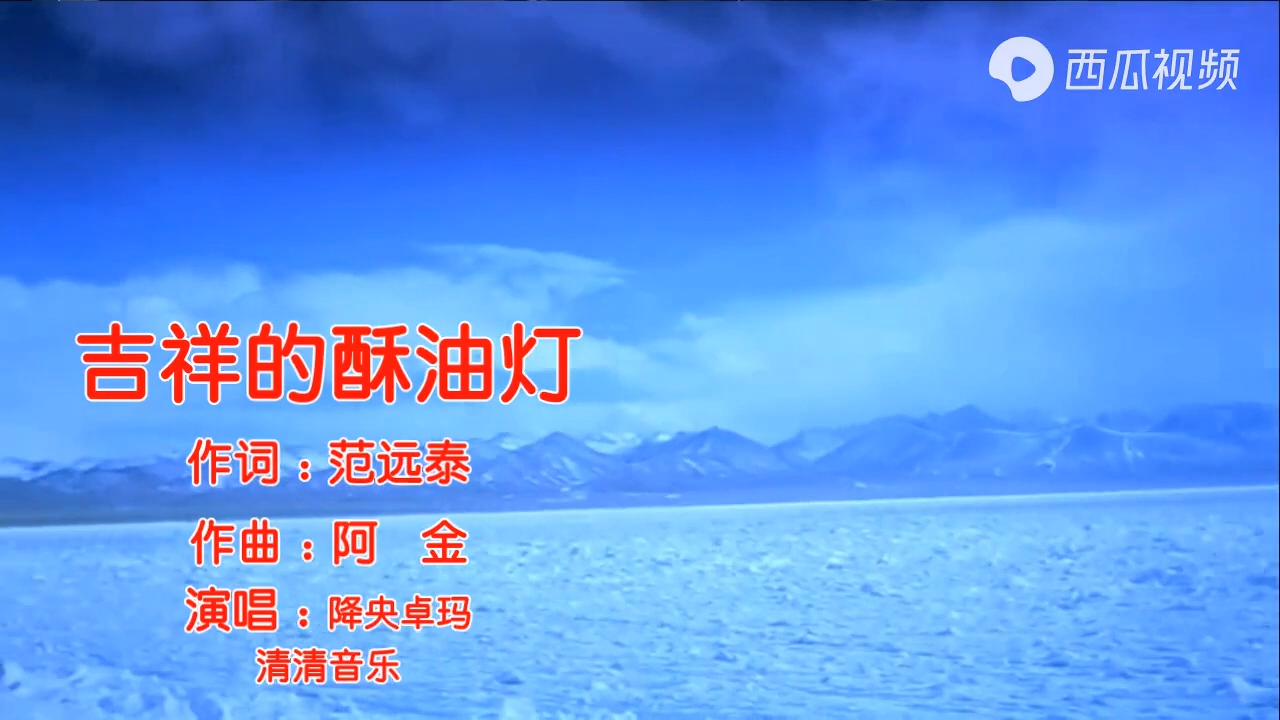 西瓜视频
吉祥的酥油灯
作词：范远泰
作曲：阿　金
演唱：降央卓玛
清清音乐